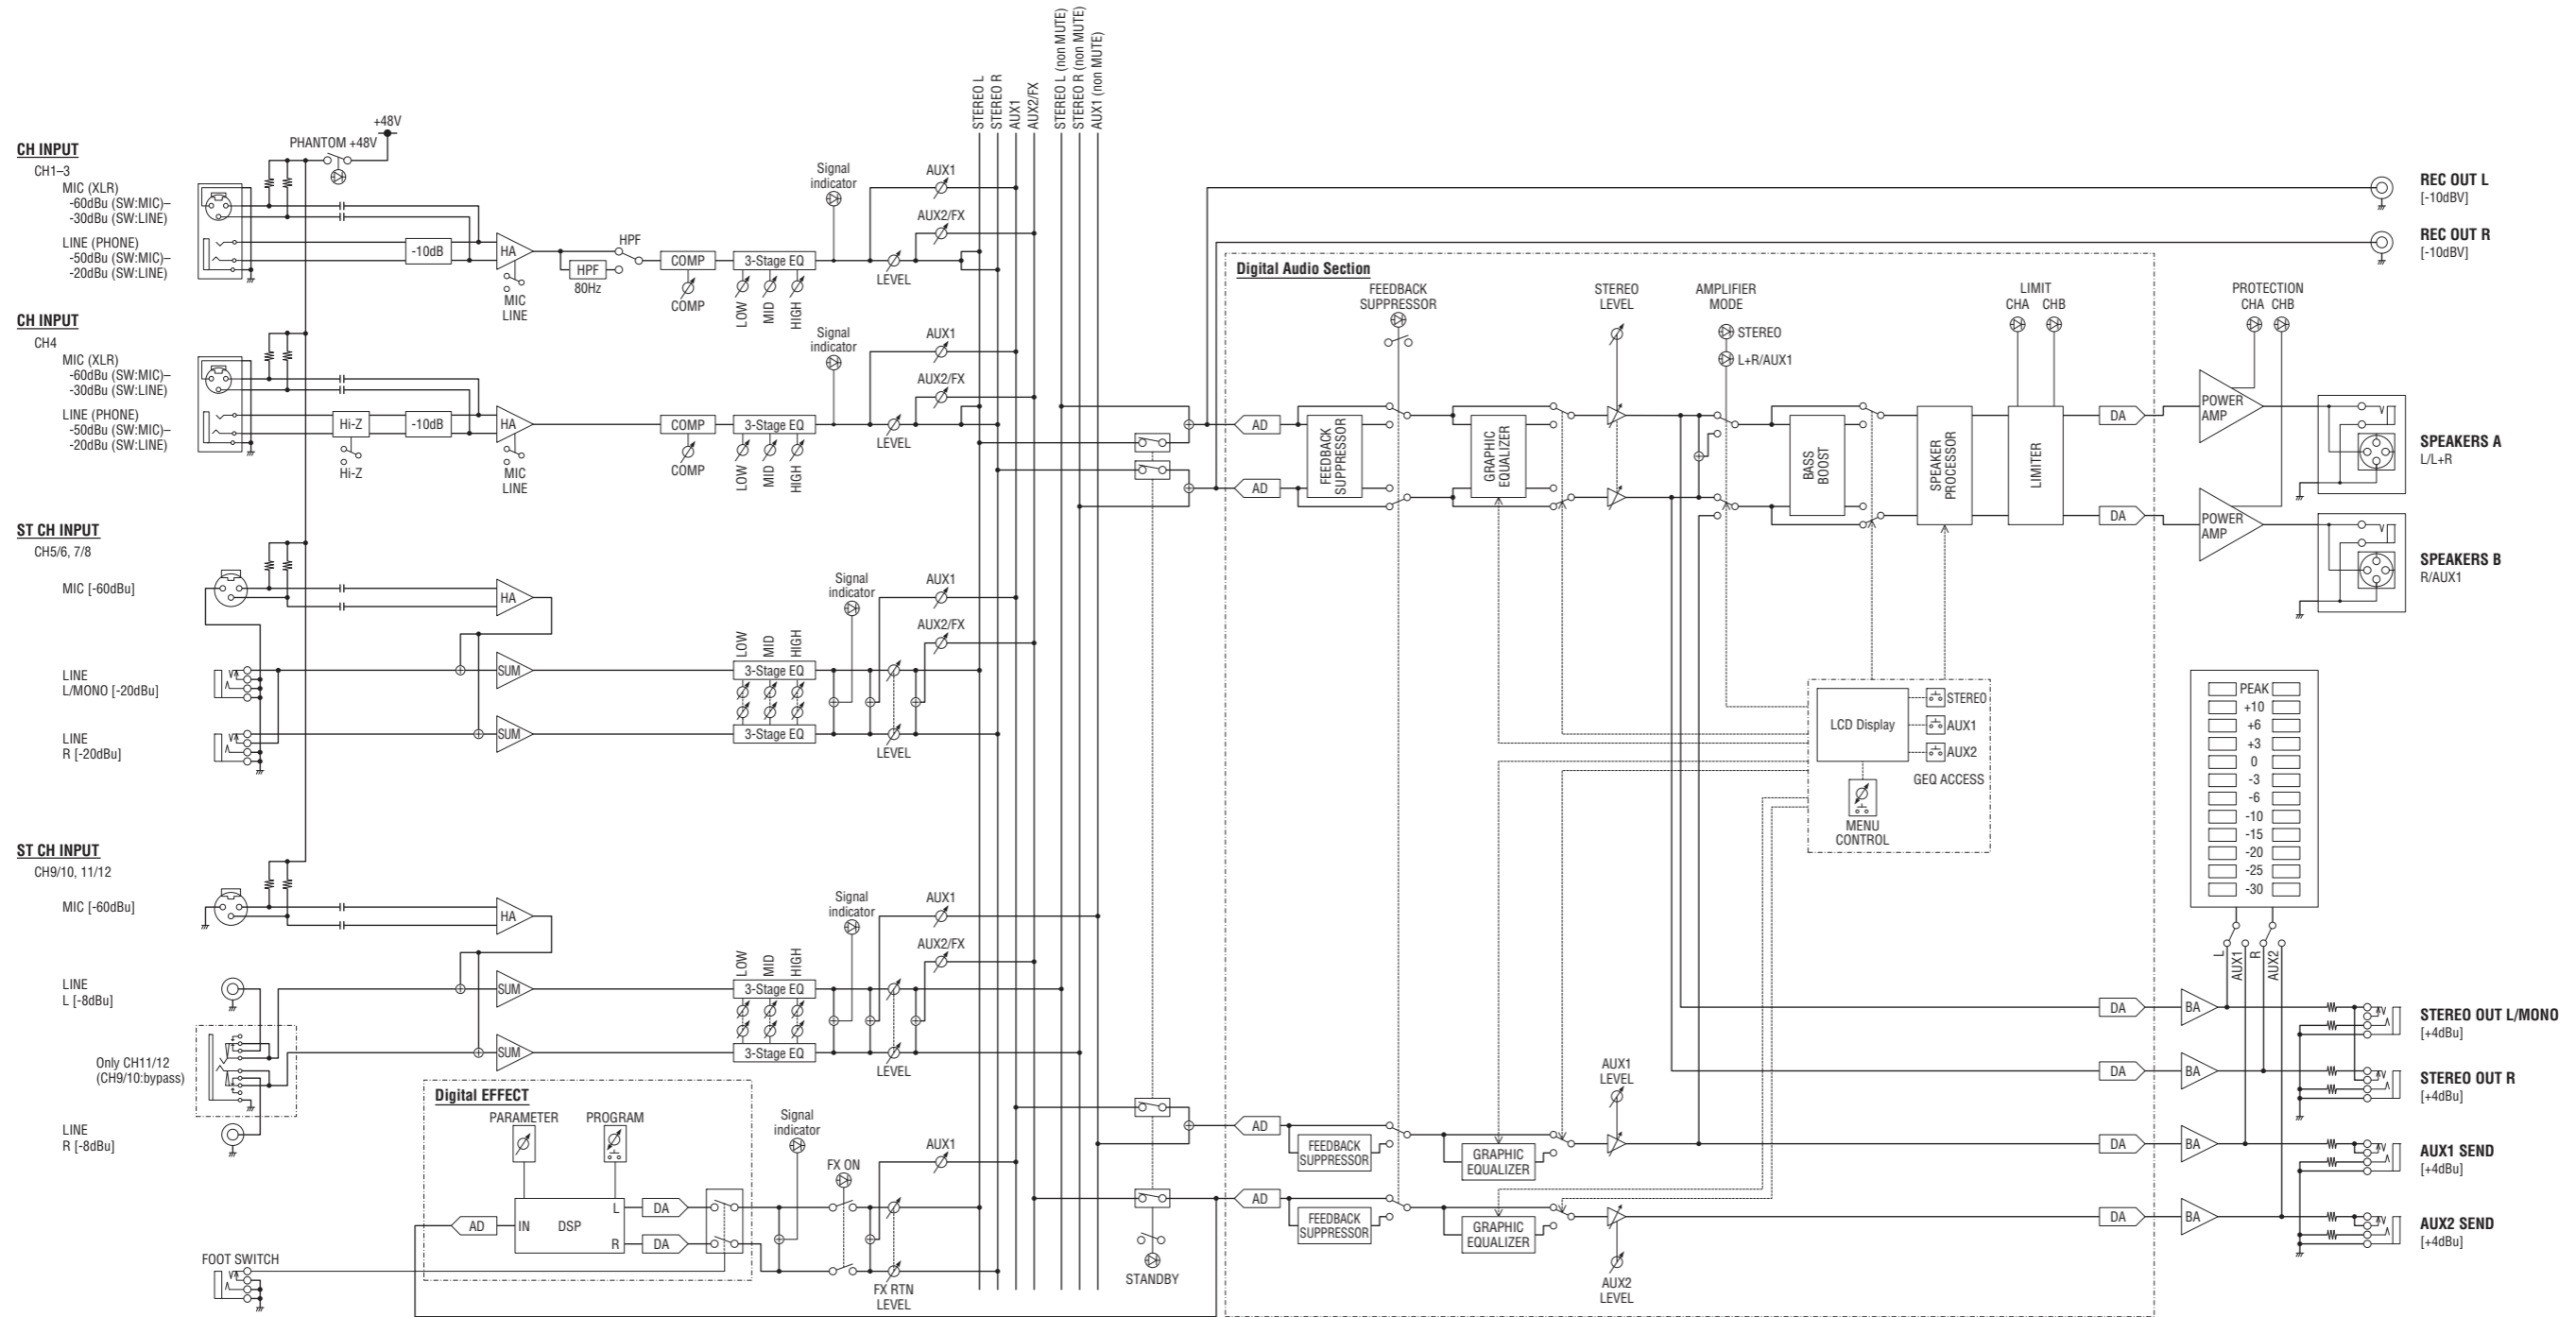 STEREO L
STEREO R
AUX1
AUX2/FX
STEREO L (non MUTE)
STEREO R (non MUTE)
AUX1 (non MUTE)
CH INPUT
CH1–3
MIC (XLR)
-60dBu (SW:MIC)–
-30dBu (SW:LINE)
LINE (PHONE)
-50dBu (SW:MIC)–
-20dBu (SW:LINE)
PHANTOM +48V
+48V
-10dB
HA
MIC
LINE
HPF
HPF
80Hz
COMP
COMP
3-Stage EQ
LOW
MID
HIGH
Signal
indicator
AUX1
AUX2/FX
LEVEL
CH INPUT
CH4
MIC (XLR)
-60dBu (SW:MIC)–
-30dBu (SW:LINE)
LINE (PHONE)
-50dBu (SW:MIC)–
-20dBu (SW:LINE)
Hi-Z
Hi-Z
-10dB
HA
MIC
LINE
COMP
COMP
3-Stage EQ
LOW
MID
HIGH
Signal
indicator
AUX1
AUX2/FX
LEVEL
ST CH INPUT
CH5/6, 7/8
MIC [-60dBu]
LINE
L/MONO [-20dBu]
LINE
R [-20dBu]
HA
SUM
SUM
LOW
MID
HIGH
3-Stage EQ
3-Stage EQ
Signal
indicator
AUX1
AUX2/FX
LEVEL
ST CH INPUT
CH9/10, 11/12
MIC [-60dBu]
LINE
L [-8dBu]
Only CH11/12
(CH9/10:bypass)
LINE
R [-8dBu]
HA
SUM
SUM
LOW
MID
HIGH
3-Stage EQ
3-Stage EQ
Signal
indicator
AUX1
AUX2/FX
LEVEL
Digital EFFECT
PARAMETER
PROGRAM
AD
IN
DSP
L
R
DA
DA
Signal
indicator
FX ON
AUX1
FX RTN
LEVEL
FOOT SWITCH
STANDBY
REC OUT L
[-10dBV]
REC OUT R
[-10dBV]
Digital Audio Section
FEEDBACK
SUPPRESSOR
STEREO
LEVEL
AMPLIFIER
MODE
STEREO
L+R/AUX1
LIMIT
CHA CHB
PROTECTION
CHA CHB
AD
AD
FEEDBACK
SUPPRESSOR
GRAPHIC
EQUALIZER
BASS
BOOST
SPEAKER
PROCESSOR
LIMITER
DA
DA
POWER
AMP
POWER
AMP
SPEAKERS A
L/L+R
SPEAKERS B
R/AUX1
LCD Display
STEREO
AUX1
AUX2
GEQ ACCESS
MENU
CONTROL
PEAK
+10
+6
+3
0
-3
-6
-10
-15
-20
-25
-30
L
AUX1
R
AUX2
DA
BA
STEREO OUT L/MONO
[+4dBu]
DA
BA
STEREO OUT R
[+4dBu]
AD
FEEDBACK
SUPPRESSOR
GRAPHIC
EQUALIZER
AUX1
LEVEL
DA
BA
AUX1 SEND
[+4dBu]
AD
FEEDBACK
SUPPRESSOR
GRAPHIC
EQUALIZER
AUX2
LEVEL
DA
BA
AUX2 SEND
[+4dBu]